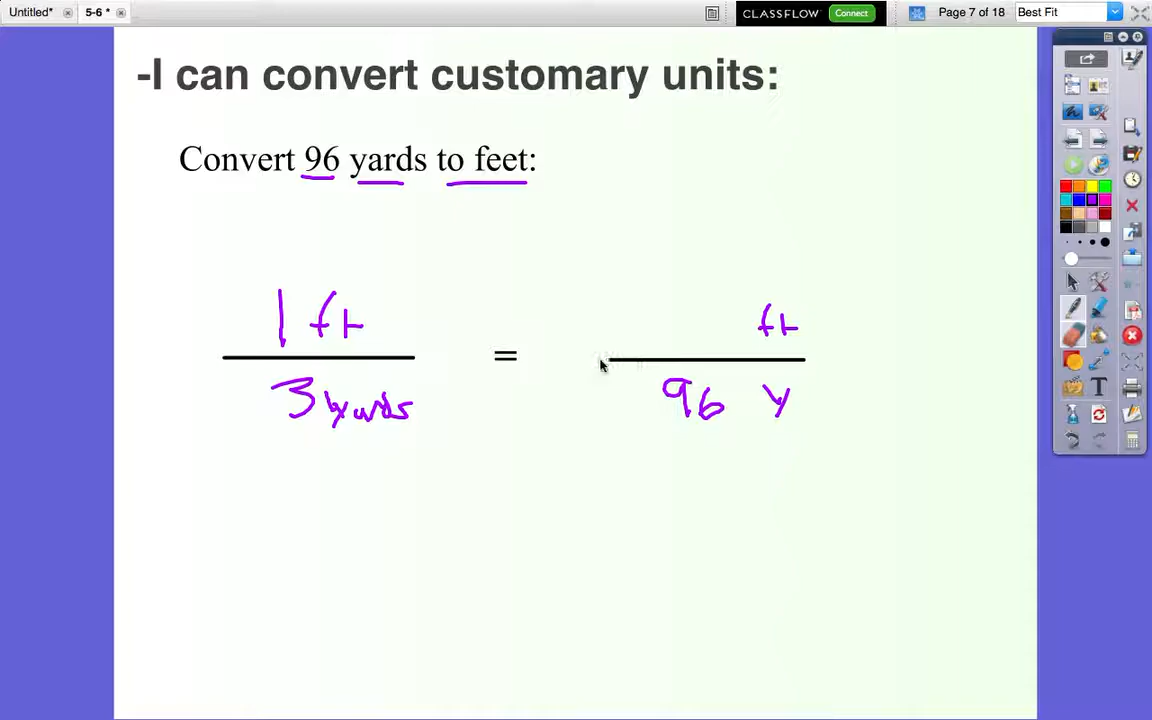 Untitled* 5-6 * CLASSFLOW Connect Page 7 of 18 Best Fit
-I can convert customary units:
Convert 96 yards to feet:
1 ft = ft
3 yards 96 y
T